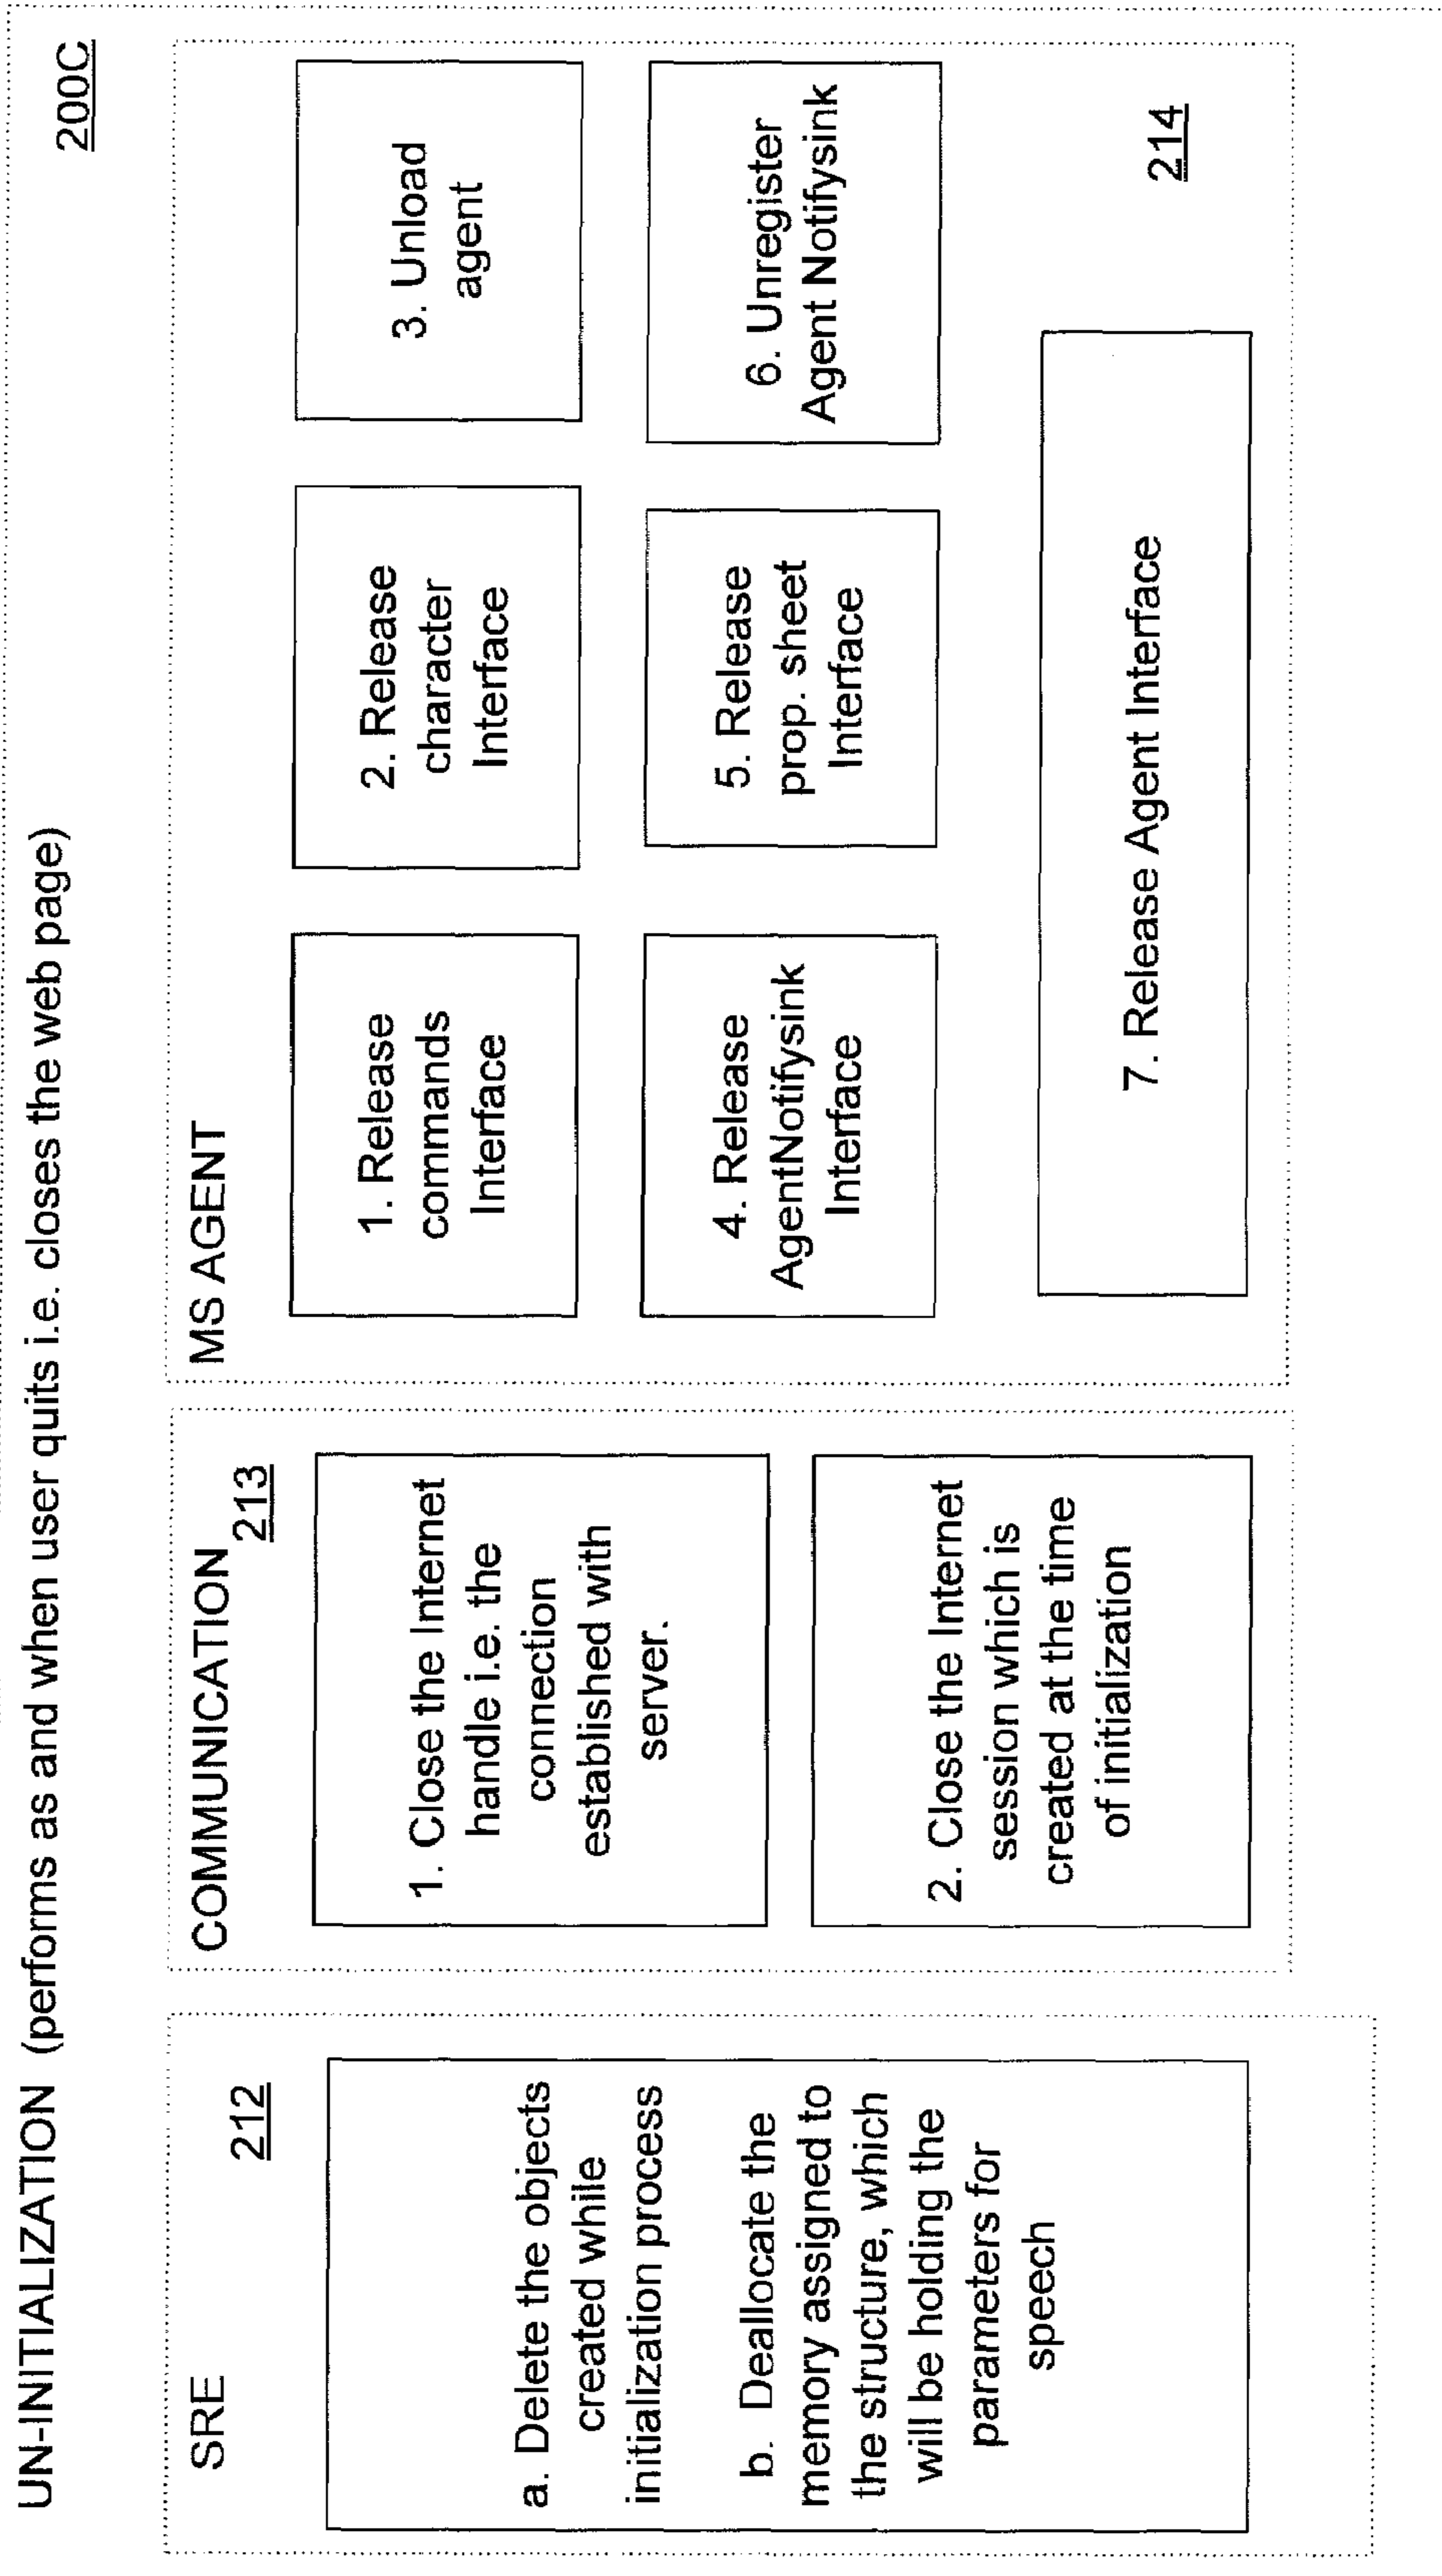 UN-INITIALIZATION (performs as and when user quits i.e. closes the web page)
200C
SRE
212
a. Delete the objects
created while
initialization process
b. Deallocate the
memory assigned to
the structure, which
will be holding the
parameters for
speech
COMMUNICATION
213
1. Close the Internet
handle i.e. the
connection
established with
server.
2. Close the Internet
session which is
created at the time
of initialization
MS AGENT
1. Release
commands
Interface
2. Release
character
Interface
3. Unload
agent
4. Release
AgentNotifysink
Interface
5. Release
prop. sheet
Interface
6. Unregister
Agent Notifysink
7. Release Agent Interface
214